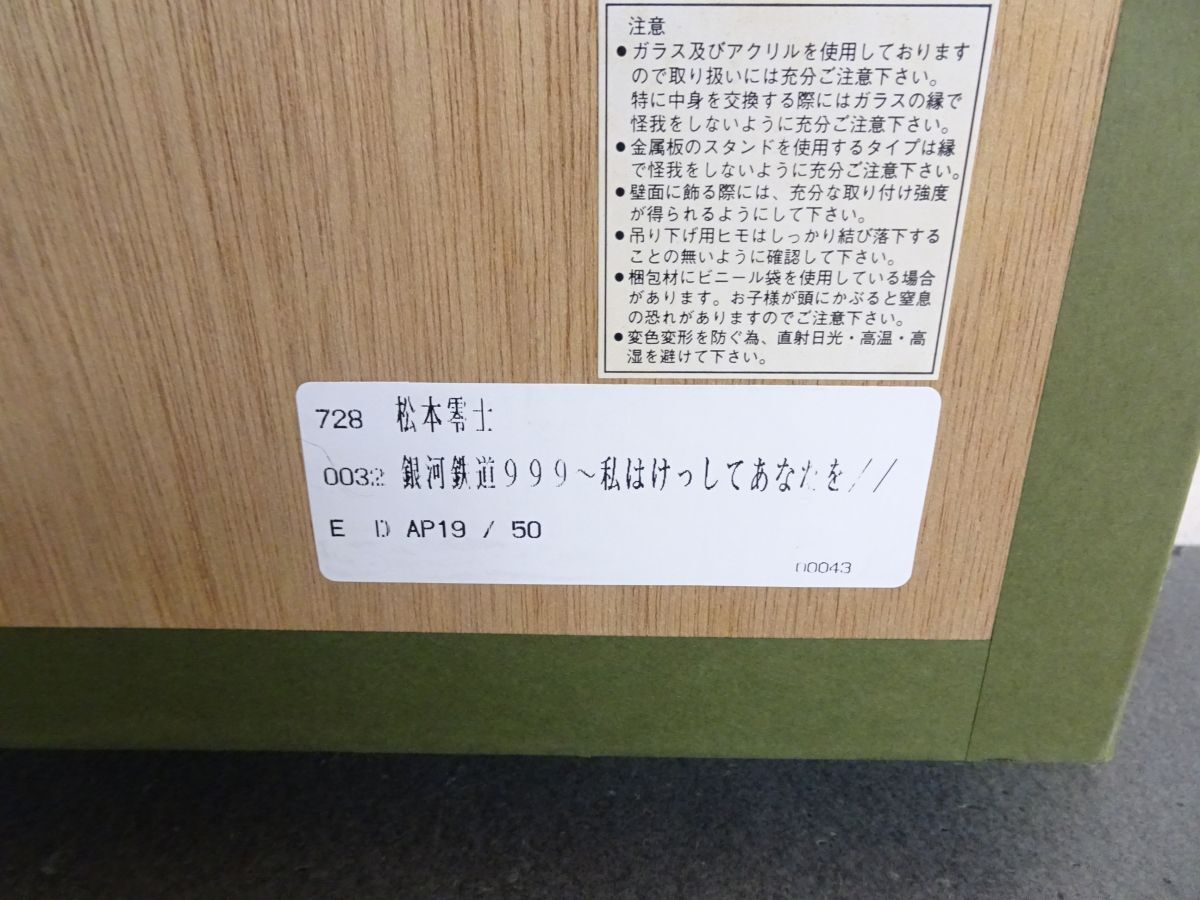 注意
●ガラス及びアクリルを使用しております
ので取り扱いには充分ご注意下さい。
特に中身を交換する際にはガラスの縁で
怪我をしないように充分ご注意下さい。
●金属板のスタンドを使用するタイプは縁
で怪我をしないように充分ご注意下さい。
●壁面に飾る際には、充分な取り付け強度
が得られるようにして下さい。
●吊り下げ用ヒモはしっかり結び落下する
ことの無いように確認して下さい。
●梱包材にビニール袋を使用している場合
があります。お子様が頭にかぶると窒息
の恐れがありますのでご注意下さい。
●変色変形を防ぐ為、直射日光・高温・高
湿を避けて下さい。
728 松本零士
0032 銀河鉄道999~私はけっしてあなたを//
E D AP19 / 50
00043